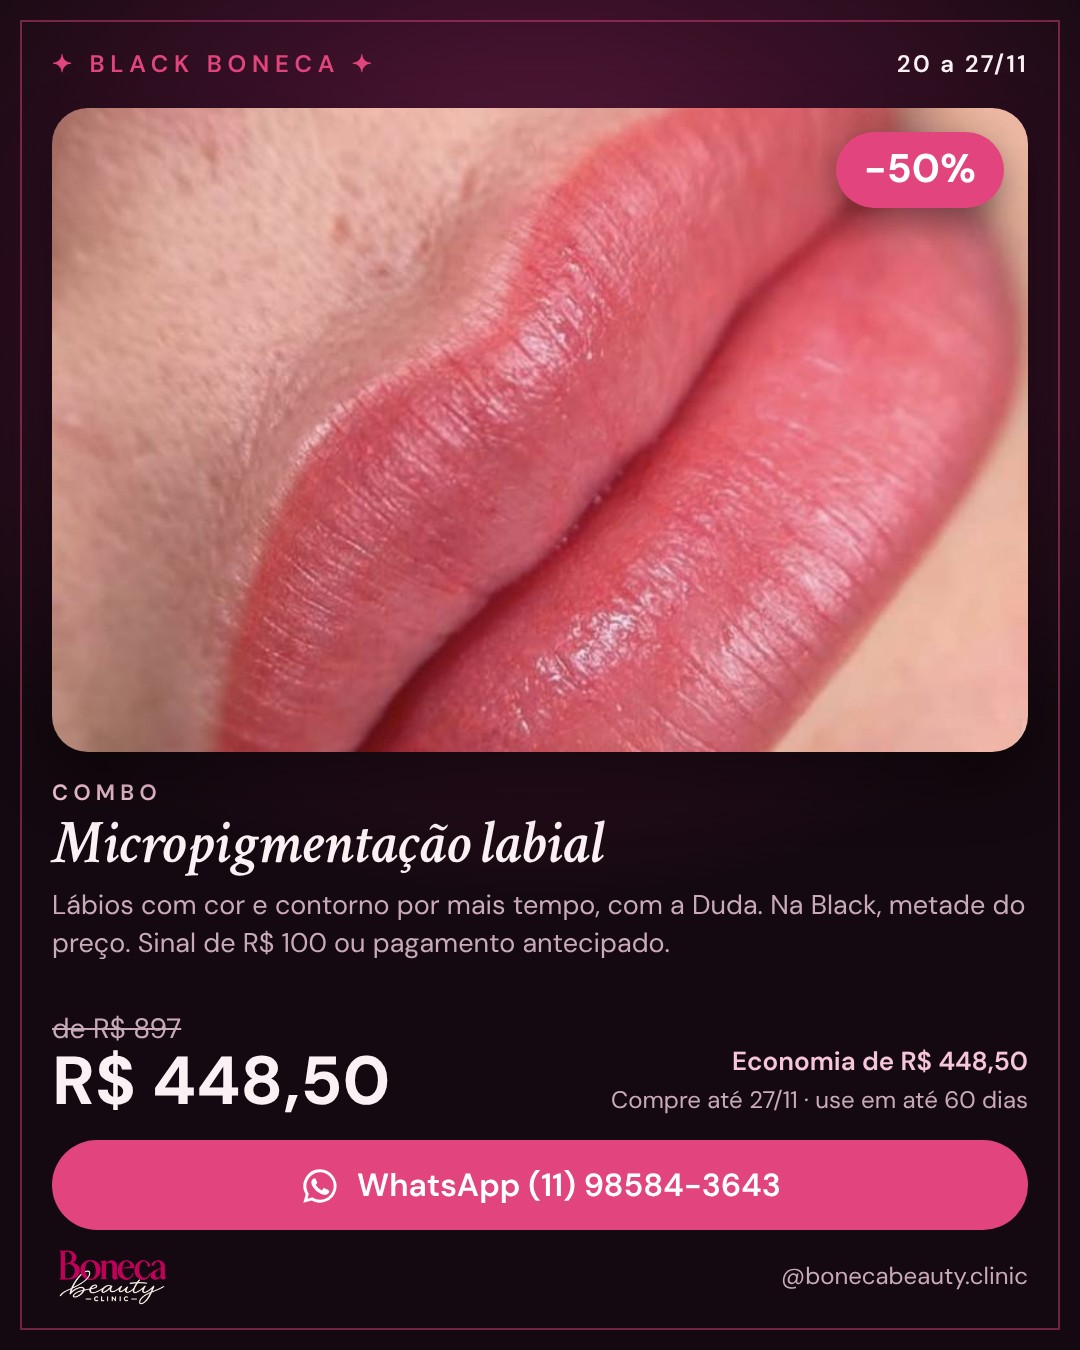 ✦ BLACK BONECA ✦
20 a 27/11
-50%
COMBO
Micropigmentação labial
Lábios com cor e contorno por mais tempo, com a Duda. Na Black, metade do
preço. Sinal de R$ 100 ou pagamento antecipado.
de R$ 897
R$ 448,50
Economia de R$ 448,50
Compre até 27/11 · use em até 60 dias
WhatsApp (11) 98584-3643
Boneca
beauty
CLINIC
@bonecabeauty.clinic